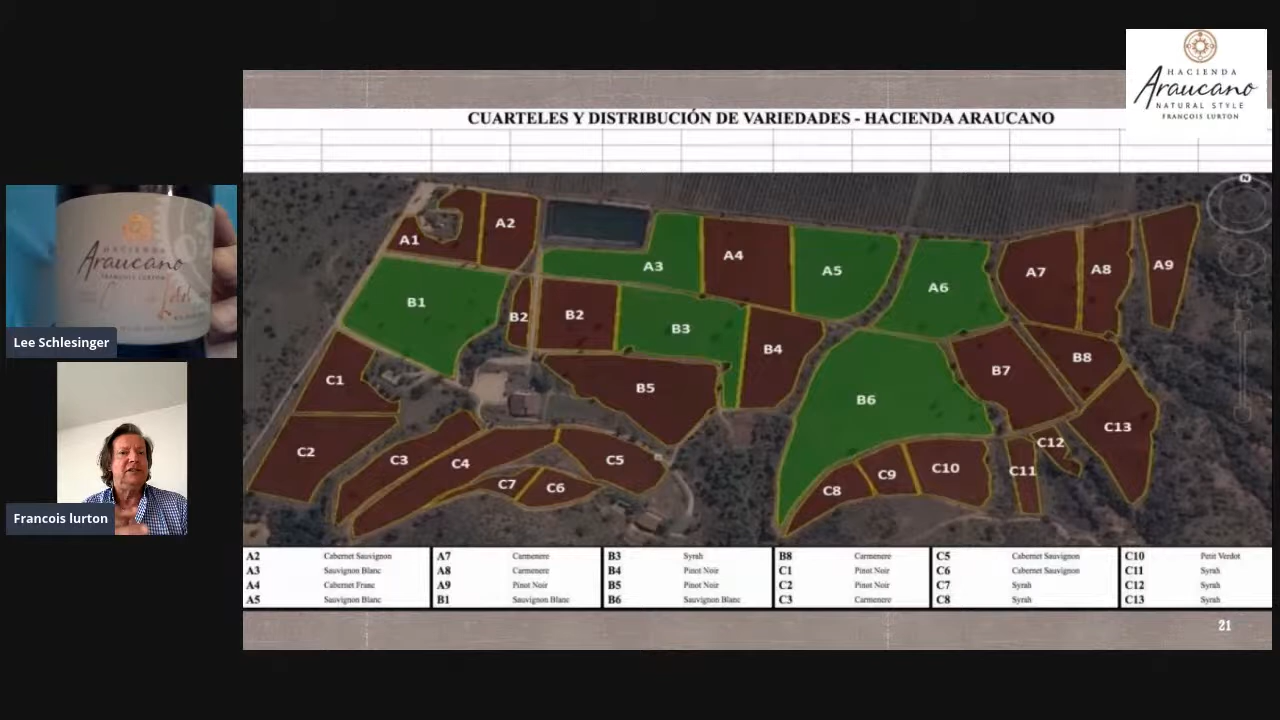 HACIENDA
Araucano
NATURAL STYLE
FRANÇOIS LURTON
CUARTELES Y DISTRIBUCIÓN DE VARIEDADES - HACIENDA ARAUCANO
N
A1
A2
A3
A4
A5
A6
A7
A8
A9
B1
B2
B2
B3
B4
B5
B6
B7
B8
C1
C2
C3
C4
C5
C6
C7
C8
C9
C10
C11
C12
C13
HACIENDA
Araucano
FRANÇOIS LURTON
Lee Schlesinger
Francois lurton
A2 Cabernet Sauvignon A7 Carmenere B3 Syrah B8 Carmenere C5 Cabernet Sauvignon C10 Petit Verdot
A3 Sauvignon Blanc A8 Carmenere B4 Pinot Noir C1 Pinot Noir C6 Cabernet Sauvignon C11 Syrah
A4 Cabernet Franc A9 Pinot Noir B5 Pinot Noir C2 Pinot Noir C7 Syrah C12 Syrah
A5 Sauvignon Blanc B1 Sauvignon Blanc B6 Sauvignon Blanc C3 Carmenere C8 Syrah C13 Syrah
21